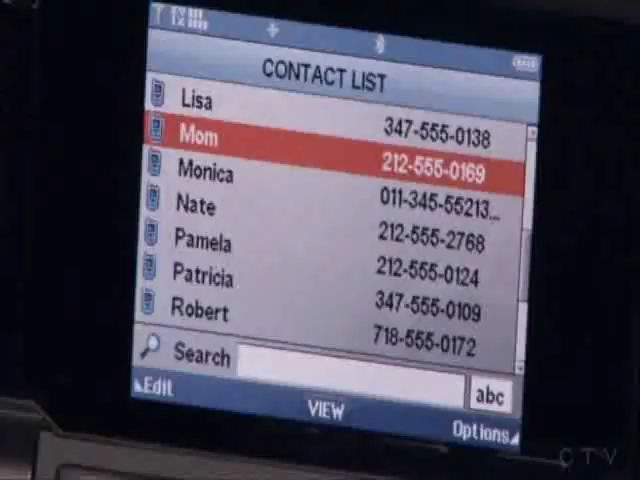 CONTACT LIST
Lisa 347-555-0138
Mom 212-555-0169
Monica 011-345-55213...
Nate 212-555-2768
Pamela 212-555-0124
Patricia 347-555-0109
Robert 718-555-0172
Search abc
Edit VIEW Options
CTV